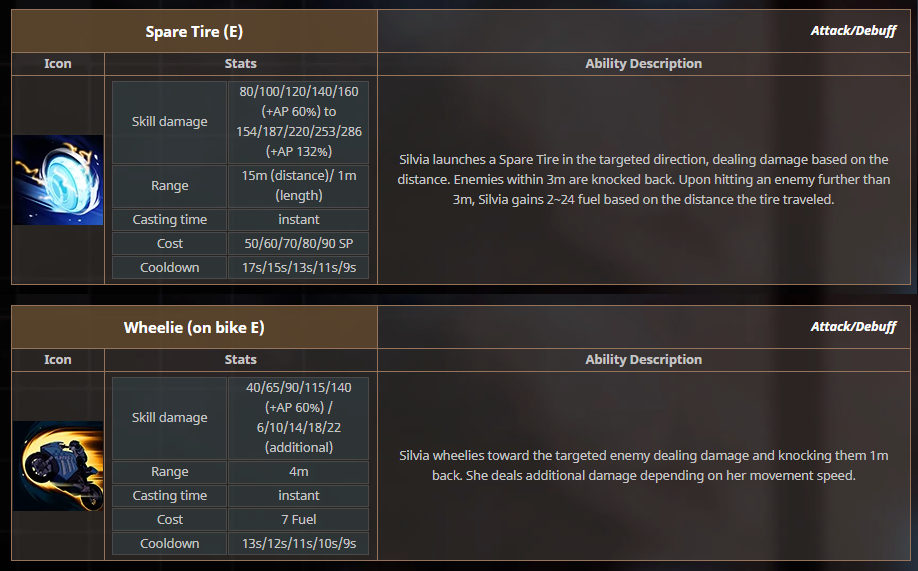 Spare Tire (E)
Attack/Debuff
Icon
Stats
Ability Description
Skill damage
80/100/120/140/160
(+AP 60%) to
154/187/220/253/286
(+AP 132%)
Range
15m (distance)/ 1m
(length)
Casting time
instant
Cost
50/60/70/80/90 SP
Cooldown
17s/15s/13s/11s/9s
Silvia launches a Spare Tire in the targeted direction, dealing damage based on the
distance. Enemies within 3m are knocked back. Upon hitting an enemy further than
3m, Silvia gains 2~24 fuel based on the distance the tire traveled.
Wheelie (on bike E)
Attack/Debuff
Icon
Stats
Ability Description
Skill damage
40/65/90/115/140
(+AP 60%) /
6/10/14/18/22
(additional)
Range
4m
Casting time
instant
Cost
7 Fuel
Cooldown
13s/12s/11s/10s/9s
Silvia wheelies toward the targeted enemy dealing damage and knocking them 1m
back. She deals additional damage depending on her movement speed.